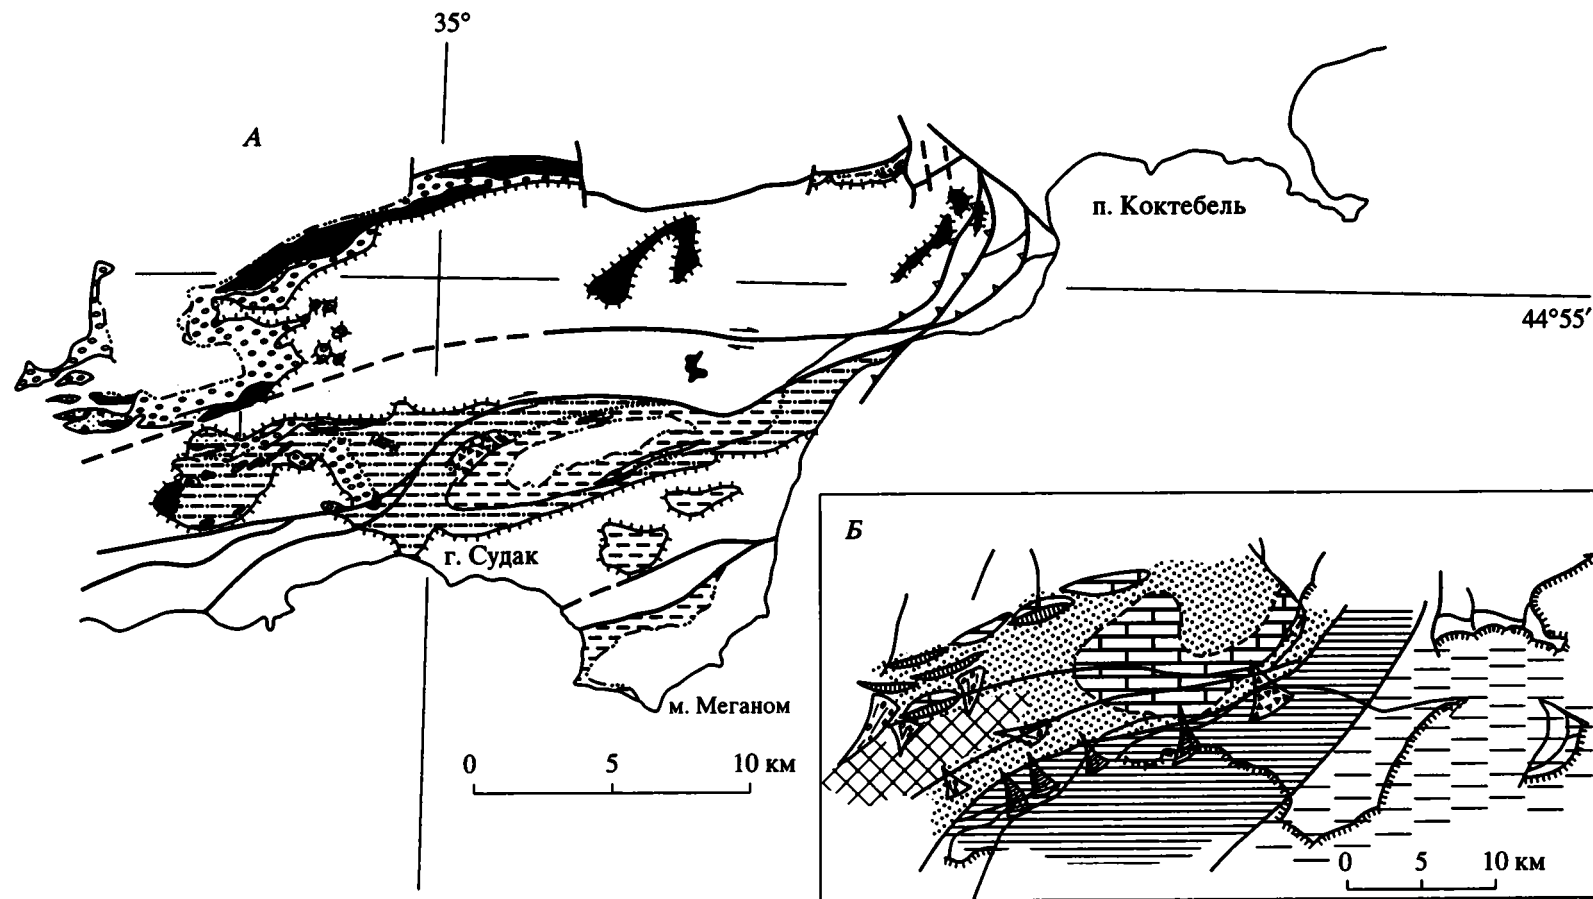 35°
А
п. Коктебель
44°55′
г. Судак
Б
м. Меганом
0 5 10 км
0 5 10 км